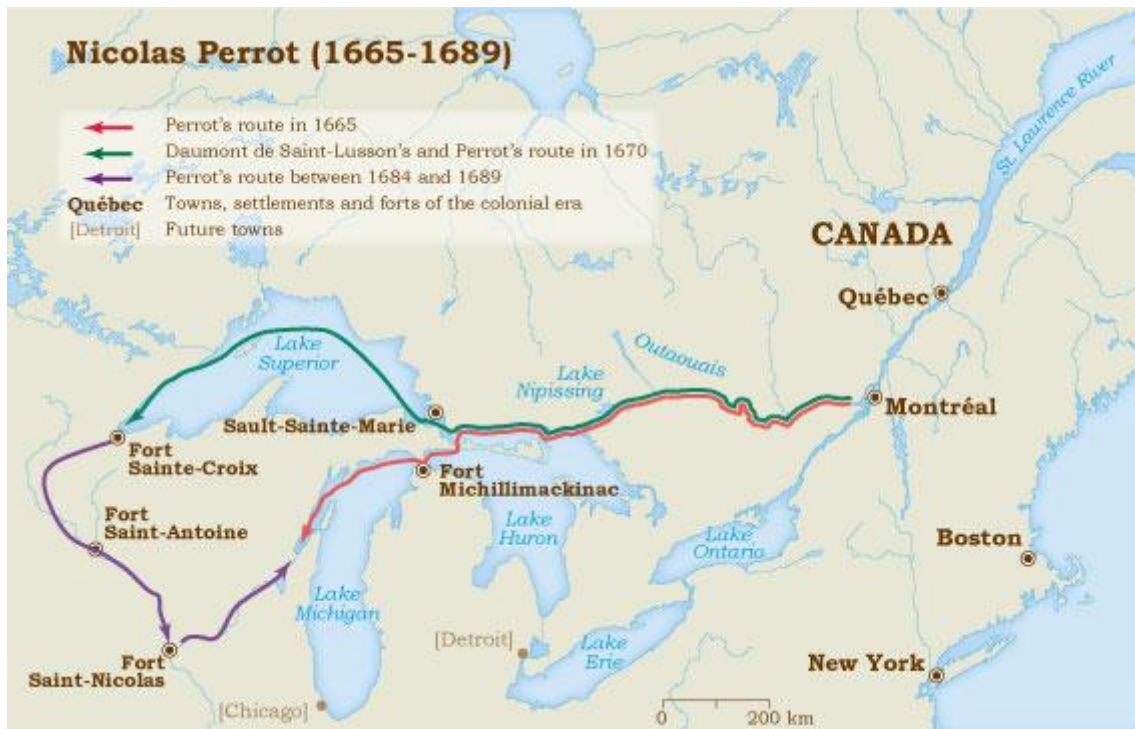 Nicolas Perrot (1665-1689)
Perrot's route in 1665
Daumont de Saint-Lusson's and Perrot's route in 1670
Perrot's route between 1684 and 1689
Québec Towns, settlements and forts of the colonial era
[Detroit] Future towns
St. Lawrence River
CANADA
Québec
Lake
Superior
Outaouais
Lake
Nipissing
Montréal
Sault-Sainte-Marie
Fort
Sainte-Croix
Fort
Michillimackinac
Fort
Saint-Antoine
Lake
Huron
Lake
Ontario
Boston
Lake
Michigan
[Detroit]
Lake
Erie
Fort
Saint-Nicolas
New York
[Chicago]
0 200 km